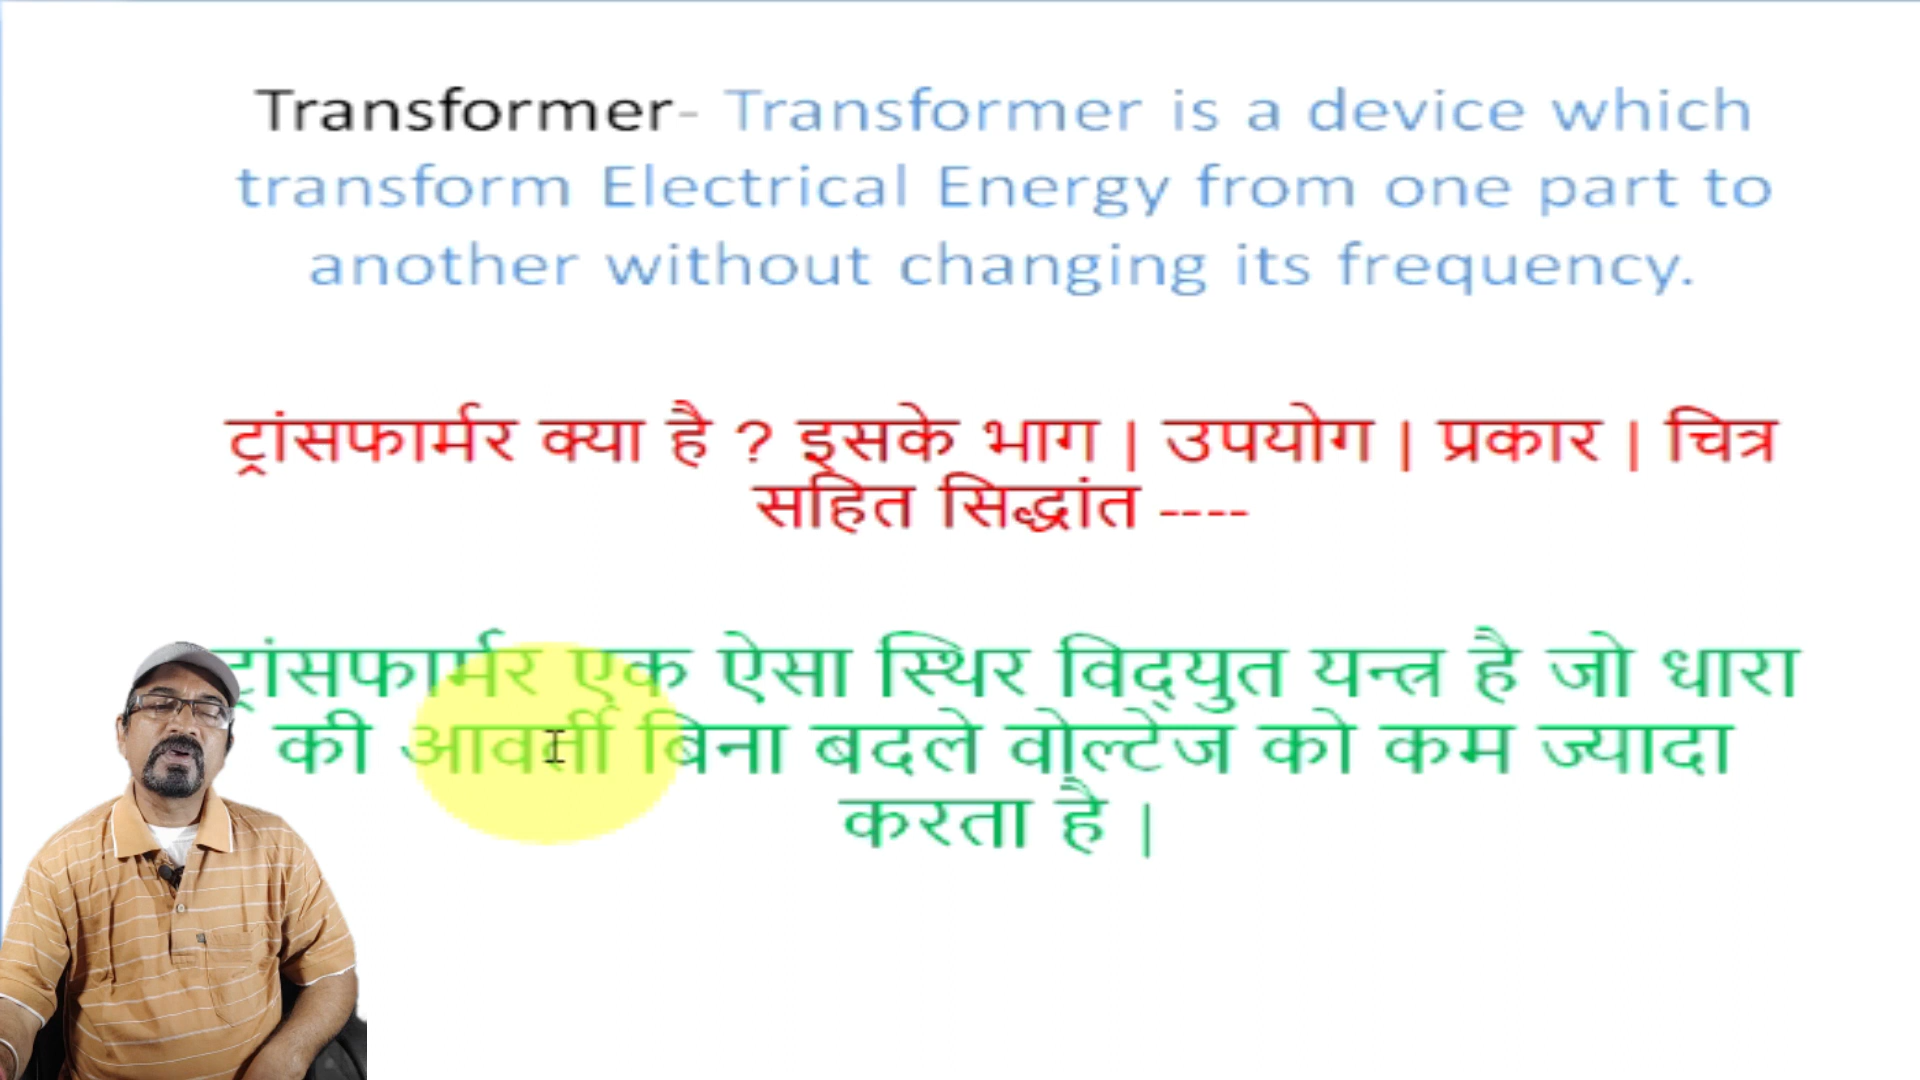 Transformer- Transformer is a device which
transform Electrical Energy from one part to
another without changing its frequency.
ट्रांसफार्मर क्या है ? इसके भाग | उपयोग | प्रकार | चित्र
सहित सिद्धांत ----
ट्रांसफार्मर एक ऐसा स्थिर विद्युत यन्त्र है जो धारा
की आवर्ती बिना बदले वोल्टेज को कम ज्यादा
करता है |